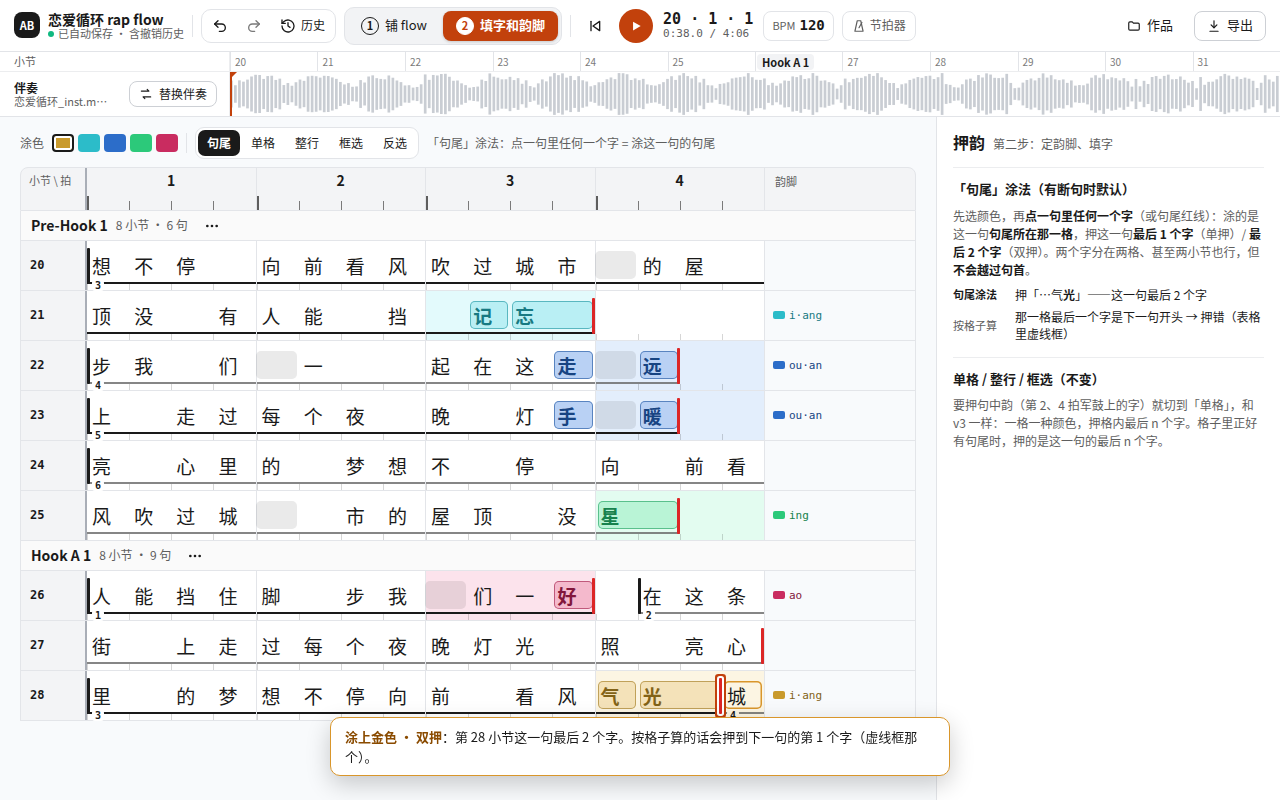 AB 恋爱循环 rap flow
已自动保存 · 含撤销历史
历史
1 铺 flow
2 填字和韵脚
20 · 1 · 1
0:38.0 / 4:06
BPM 120
节拍器
作品
导出
小节
20 21 22 23 24 25 Hook A 1 27 28 29 30 31
伴奏
恋爱循环_inst.m···
替换伴奏
涂色
句尾 单格 整行 框选 反选
「句尾」涂法：点一句里任何一个字 = 涂这一句的句尾
小节 \ 拍 1 2 3 4 韵脚
Pre-Hook 1 8 小节 · 6 句 ···
20 想 不 停 向 前 看 风 吹 过 城 市 的 屋
3
21 顶 没 有 人 能 挡 记 忘 i·ang
22 步 我 们 一 起 在 这 走 远 ou·an
4
23 上 走 过 每 个 夜 晚 灯 手 暖 ou·an
5
24 亮 心 里 的 梦 想 不 停 向 前 看
6
25 风 吹 过 城 市 的 屋 顶 没 星 ing
Hook A 1 8 小节 · 9 句 ···
26 人 能 挡 住 脚 步 我 们 一 好 在 这 条 ao
1 2
27 街 上 走 过 每 个 夜 晚 灯 光 照 亮 心
28 里 的 梦 想 不 停 向 前 看 风 气 光 城 i·ang
3 4
涂上金色 · 双押：第 28 小节这一句最后 2 个字。按格子算的话会押到下一句的第 1 个字（虚线框那
个）。
押韵 第二步：定韵脚、填字
「句尾」涂法（有断句时默认）
先选颜色，再点一句里任何一个字（或句尾红线）：涂的是
这一句句尾所在那一格，押这一句最后 1 个字（单押）/ 最
后 2 个字（双押）。两个字分在两格、甚至两小节也行，但
不会越过句首。
句尾涂法 押「···气光」——这一句最后 2 个字
按格子算 那一格最后一个字是下一句开头 → 押错（表格
里虚线框）
单格 / 整行 / 框选（不变）
要押句中韵（第 2、4 拍军鼓上的字）就切到「单格」，和
v3 一样：一格一种颜色，押格内最后 n 个字。格子里正好
有句尾时，押的是这一句的最后 n 个字。